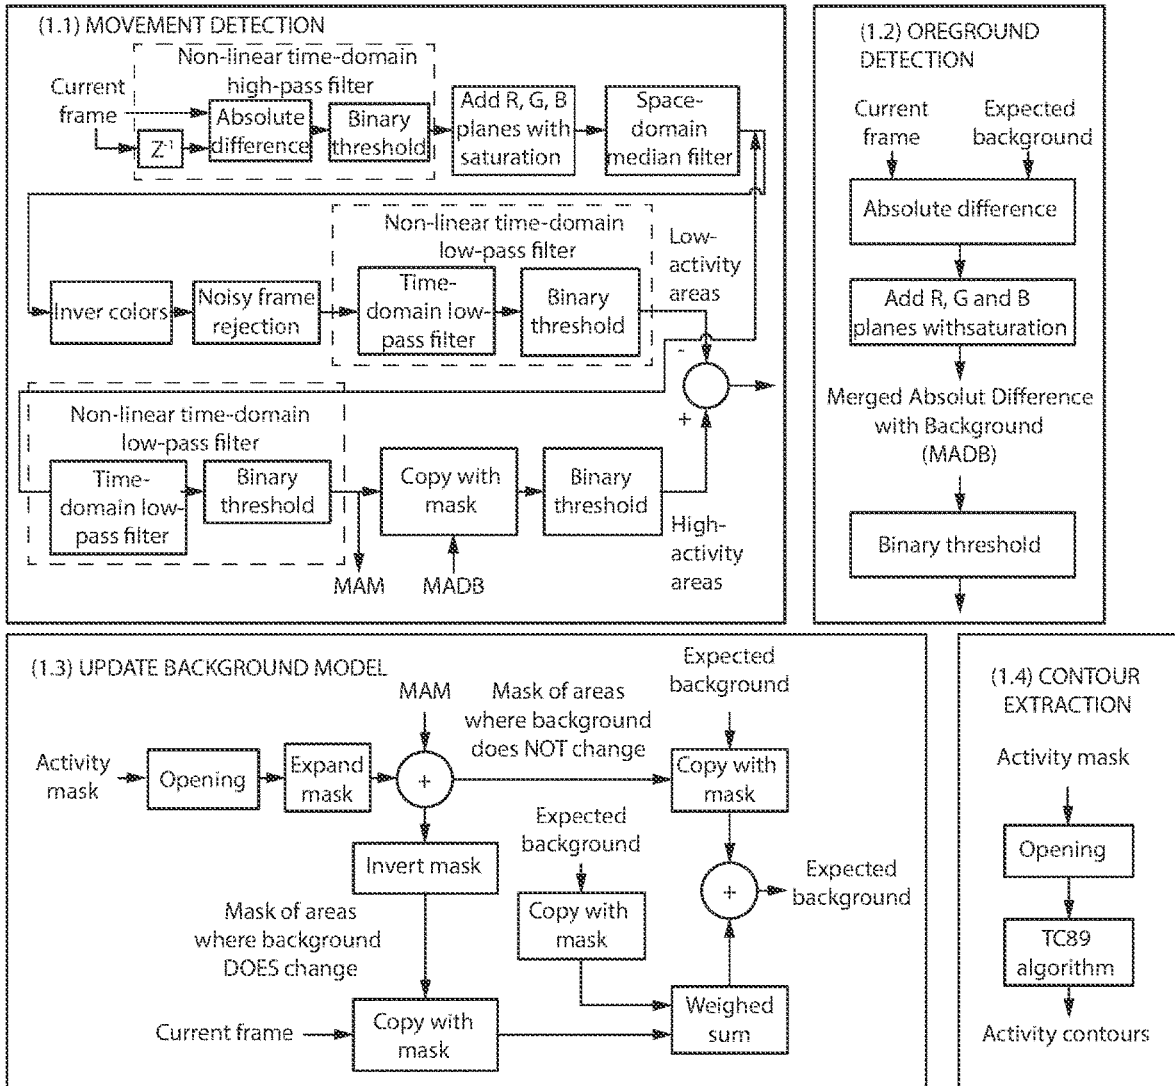 (1.1) MOVEMENT DETECTION
Non-linear time-domain
high-pass filter
Current
frame
Z-1
Absolute
difference
Binary
threshold
Add R, G, B
planes with
saturation
Space-
domain
median filter
Inver colors
Noisy frame
rejection
Non-linear time-domain
low-pass filter
Time-
domain low-
pass filter
Binary
threshold
Low-
activity
areas
-
+
Non-linear time-domain
low-pass filter
Time-
domain low-
pass filter
Binary
threshold
Copy with
mask
Binary
threshold
High-
activity
areas
MAM
MADB
(1.2) OREGROUND
DETECTION
Current
frame
Expected
background
Absolute difference
Add R, G and B
planes withsaturation
Merged Absolut Difference
with Background
(MADB)
Binary threshold
(1.3) UPDATE BACKGROUND MODEL
MAM
Mask of areas
where background
does NOT change
Expected
background
Activity
mask
Opening
Expand
mask
+
Copy with
mask
Invert mask
Expected
background
Copy with
mask
+
Expected
background
Mask of areas
where background
DOES change
Current frame
Copy with
mask
Weighed
sum
(1.4) CONTOUR
EXTRACTION
Activity mask
Opening
TC89
algorithm
Activity contours